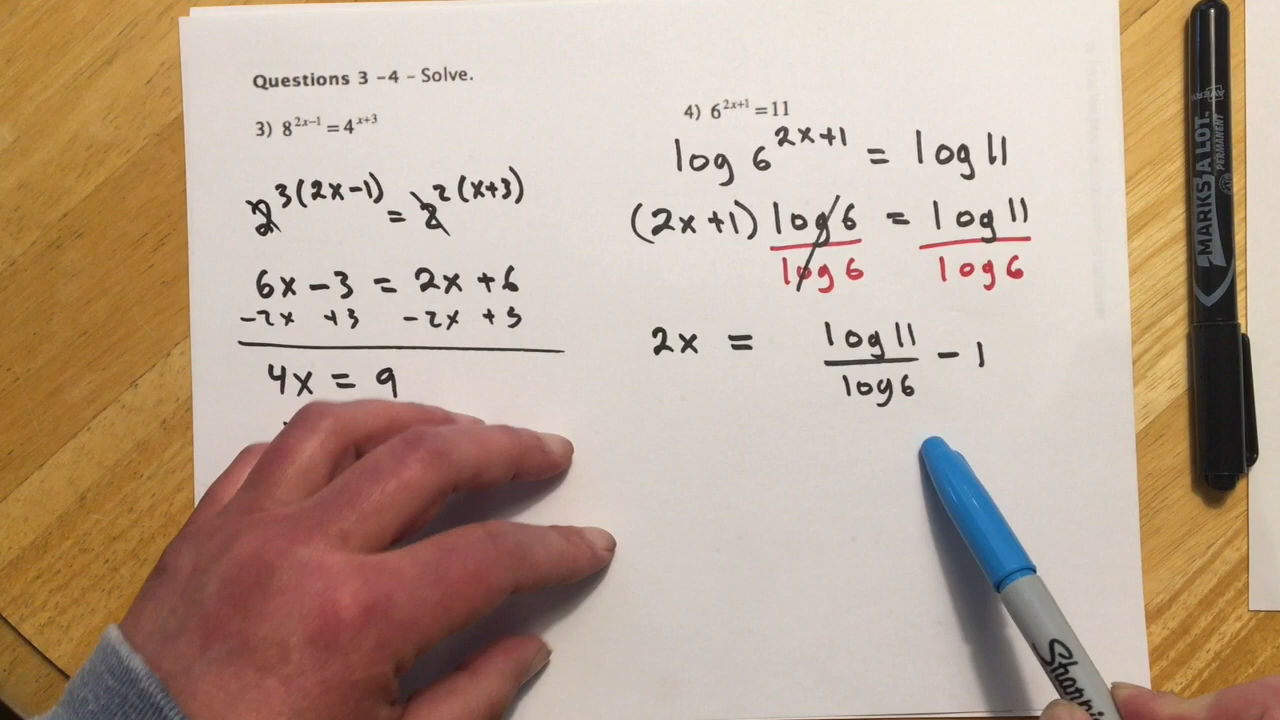 Questions 3 -4 - Solve.
3) 8^{2x-1} = 4^{x+3}
2^{3(2x-1)} = 2^{2(x+3)}
6x - 3 = 2x + 6
-2x +3 -2x +3
4x = 9
4) 6^{2x+1} = 11
log 6^{2x+1} = log 11
(2x+1) log 6 = log 11
log 6 log 6
2x = log 11 - 1
log 6
MARKS A LOT
PERMANENT
Sharpi